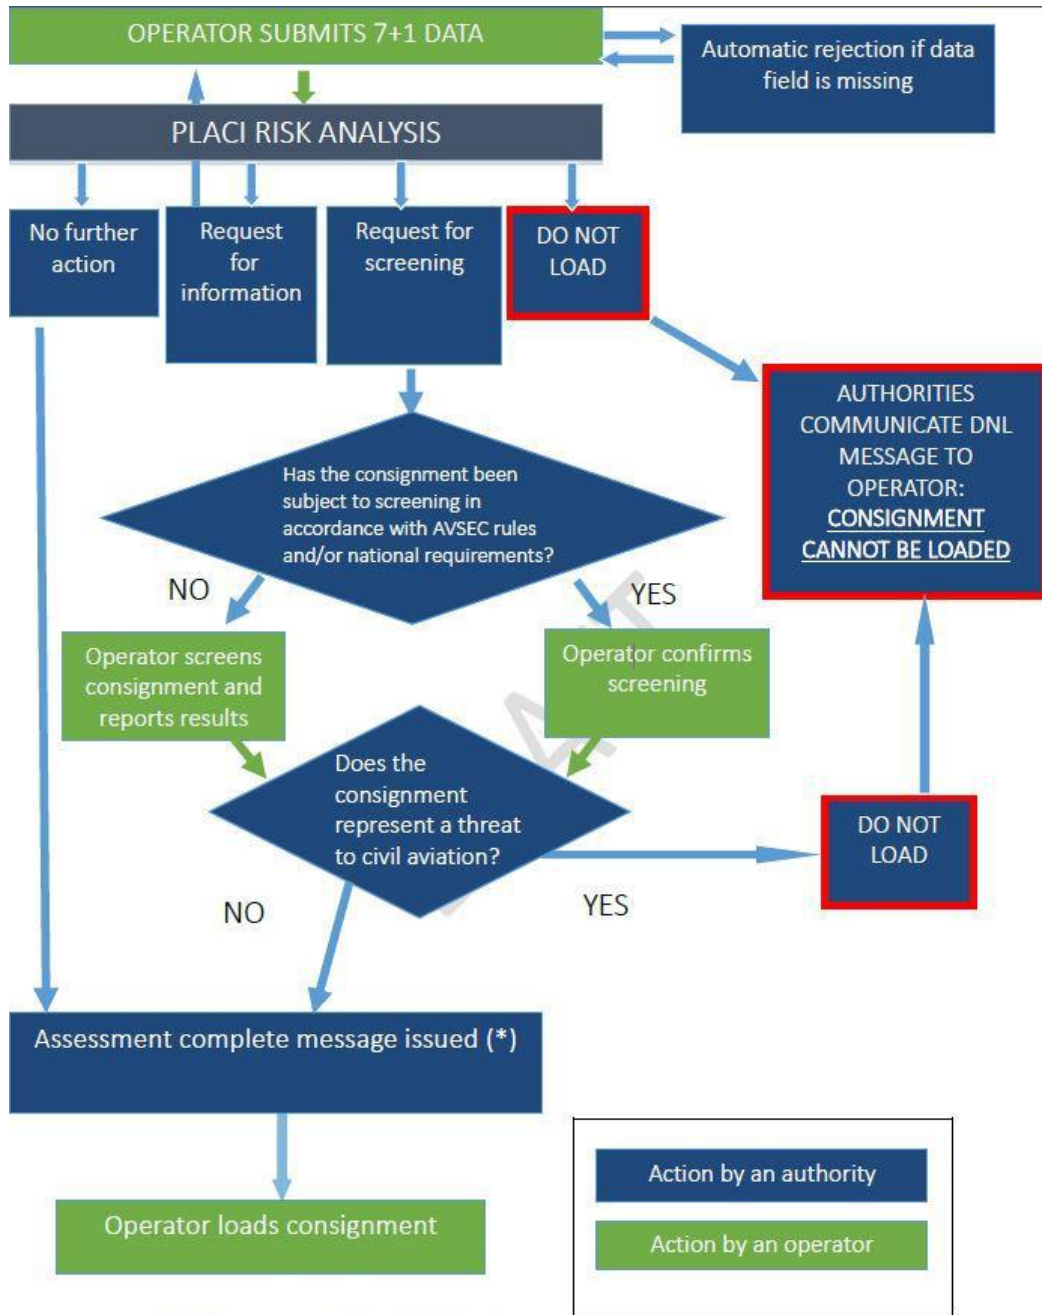 OPERATOR SUBMITS 7+1 DATA
Automatic rejection if data
field is missing
PLACI RISK ANALYSIS
No further
action
Request
for
information
Request for
screening
DO NOT
LOAD
AUTHORITIES
COMMUNICATE DNL
MESSAGE TO
OPERATOR:
CONSIGNMENT
CANNOT BE LOADED
Has the consignment been
subject to screening in
accordance with AVSEC rules
and/or national requirements?
NO
YES
Operator screens
consignment and
reports results
Operator confirms
screening
Does the
consignment
represent a threat
to civil aviation?
DO NOT
LOAD
NO
YES
Assessment complete message issued (*)
Operator loads consignment
Action by an authority
Action by an operator